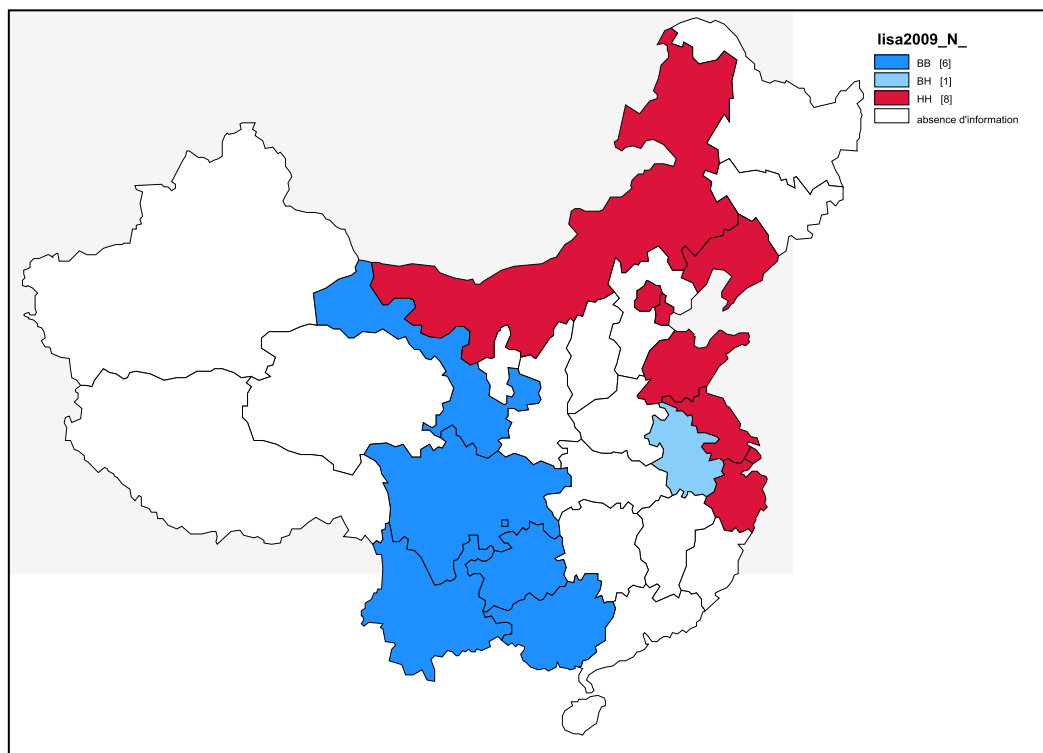 lisa2009_N_
BB [6]
BH [1]
HH [8]
absence d'information